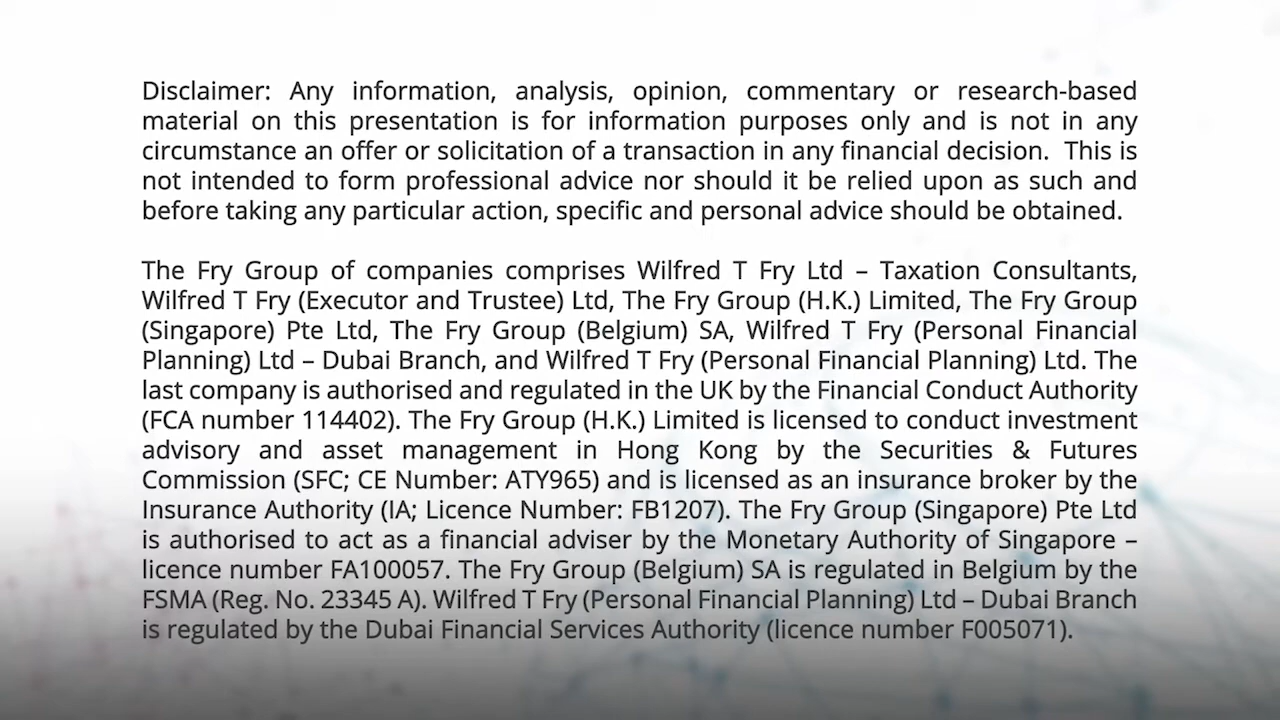 Disclaimer: Any information, analysis, opinion, commentary or research-based
material on this presentation is for information purposes only and is not in any
circumstance an offer or solicitation of a transaction in any financial decision.  This is
not intended to form professional advice nor should it be relied upon as such and
before taking any particular action, specific and personal advice should be obtained.
The Fry Group of companies comprises Wilfred T Fry Ltd – Taxation Consultants,
Wilfred T Fry (Executor and Trustee) Ltd, The Fry Group (H.K.) Limited, The Fry Group
(Singapore) Pte Ltd, The Fry Group (Belgium) SA, Wilfred T Fry (Personal Financial
Planning) Ltd – Dubai Branch, and Wilfred T Fry (Personal Financial Planning) Ltd. The
last company is authorised and regulated in the UK by the Financial Conduct Authority
(FCA number 114402). The Fry Group (H.K.) Limited is licensed to conduct investment
advisory and asset management in Hong Kong by the Securities & Futures
Commission (SFC; CE Number: ATY965) and is licensed as an insurance broker by the
Insurance Authority (IA; Licence Number: FB1207). The Fry Group (Singapore) Pte Ltd
is authorised to act as a financial adviser by the Monetary Authority of Singapore –
licence number FA100057. The Fry Group (Belgium) SA is regulated in Belgium by the
FSMA (Reg. No. 23345 A). Wilfred T Fry (Personal Financial Planning) Ltd – Dubai Branch
is regulated by the Dubai Financial Services Authority (licence number F005071).